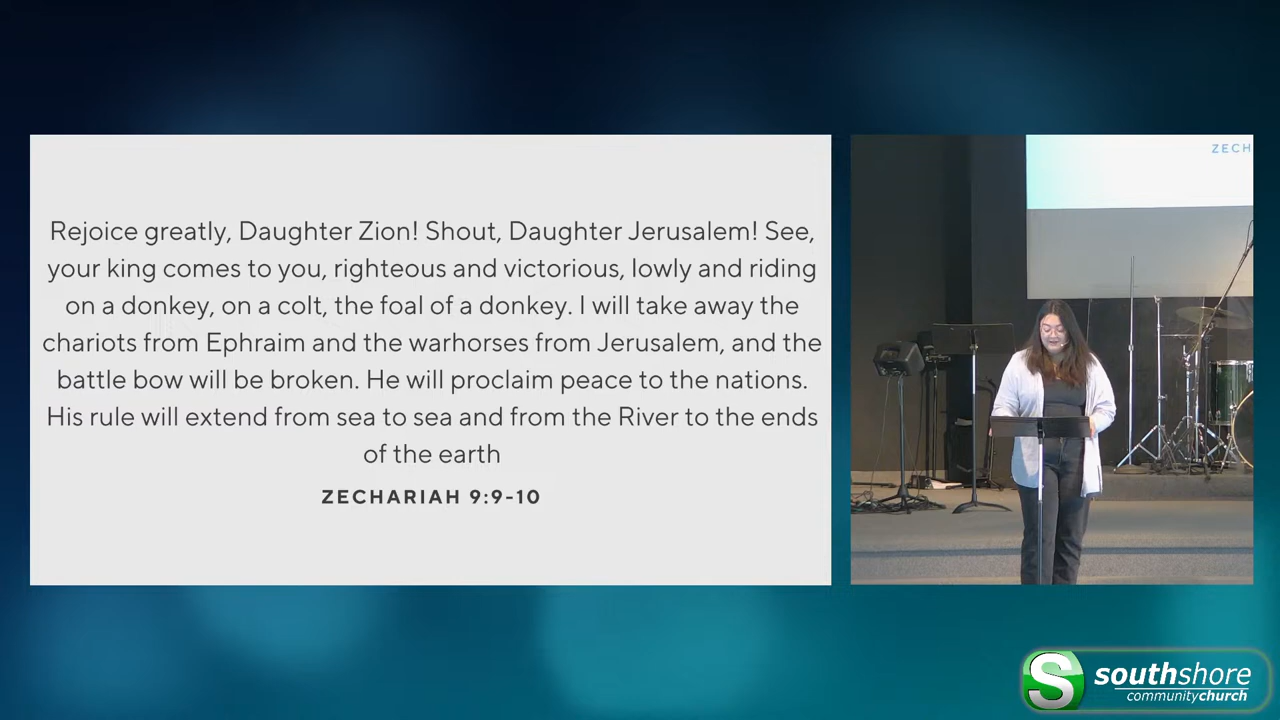 Rejoice greatly, Daughter Zion! Shout, Daughter Jerusalem! See,
your king comes to you, righteous and victorious, lowly and riding
on a donkey, on a colt, the foal of a donkey. I will take away the
chariots from Ephraim and the warhorses from Jerusalem, and the
battle bow will be broken. He will proclaim peace to the nations.
His rule will extend from sea to sea and from the River to the ends
of the earth
ZECHARIAH 9:9-10
ZECH
S southshore
communitychurch